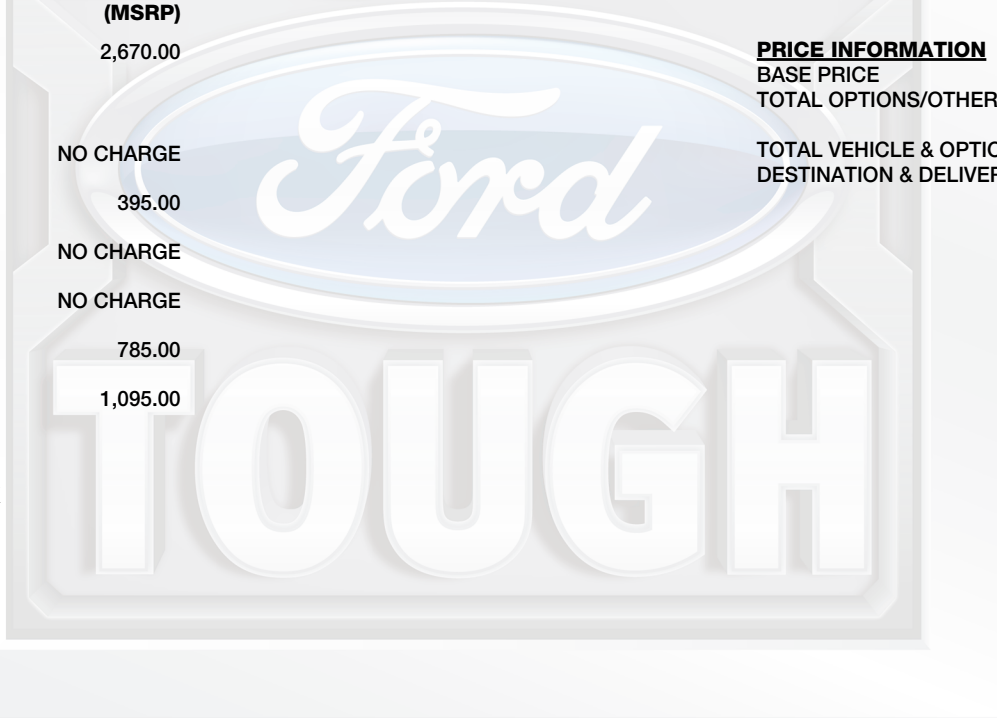 (MSRP)
2,670.00
NO CHARGE
395.00
NO CHARGE
NO CHARGE
785.00
1,095.00
PRICE INFORMATION
BASE PRICE
TOTAL OPTIONS/OTHER
TOTAL VEHICLE & OPTIO
DESTINATION & DELIVER
Ford
TOUGH